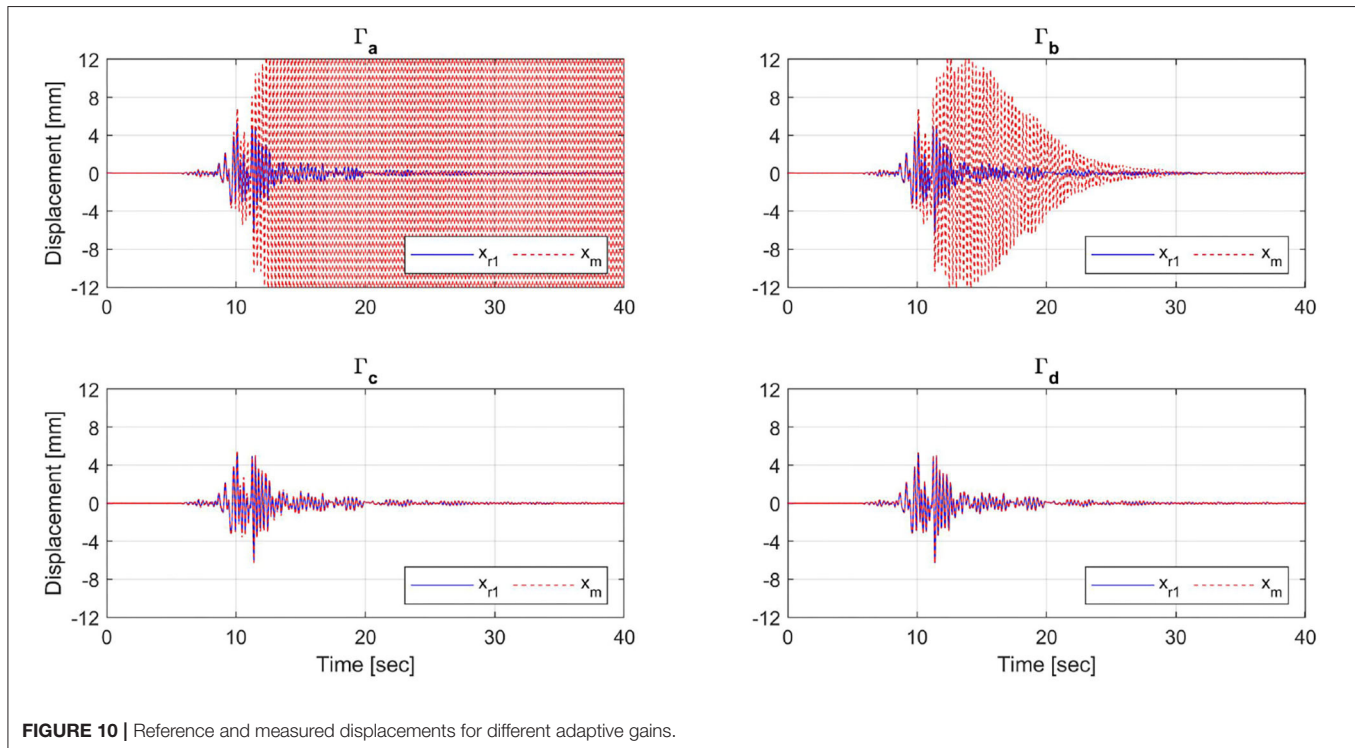 Γa
Displacement [mm]
12
8
4
0
-4
-8
-12
xr1 xm
0 10 20 30 40
Γb
12
8
4
0
-4
-8
-12
xr1 xm
0 10 20 30 40
Γc
Displacement [mm]
12
8
4
0
-4
-8
-12
xr1 xm
0 10 20 30 40
Time [sec]
Γd
12
8
4
0
-4
-8
-12
xr1 xm
0 10 20 30 40
Time [sec]
FIGURE 10 | Reference and measured displacements for different adaptive gains.